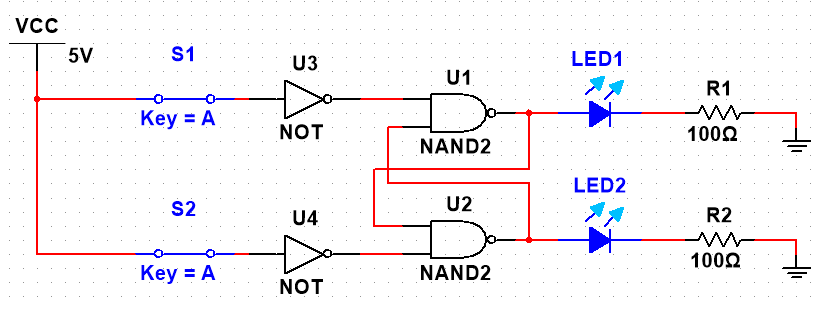 VCC
5V
S1
Key = A
U3
NOT
U1
NAND2
LED1
R1
100Ω
S2
Key = A
U4
NOT
U2
NAND2
LED2
R2
100Ω